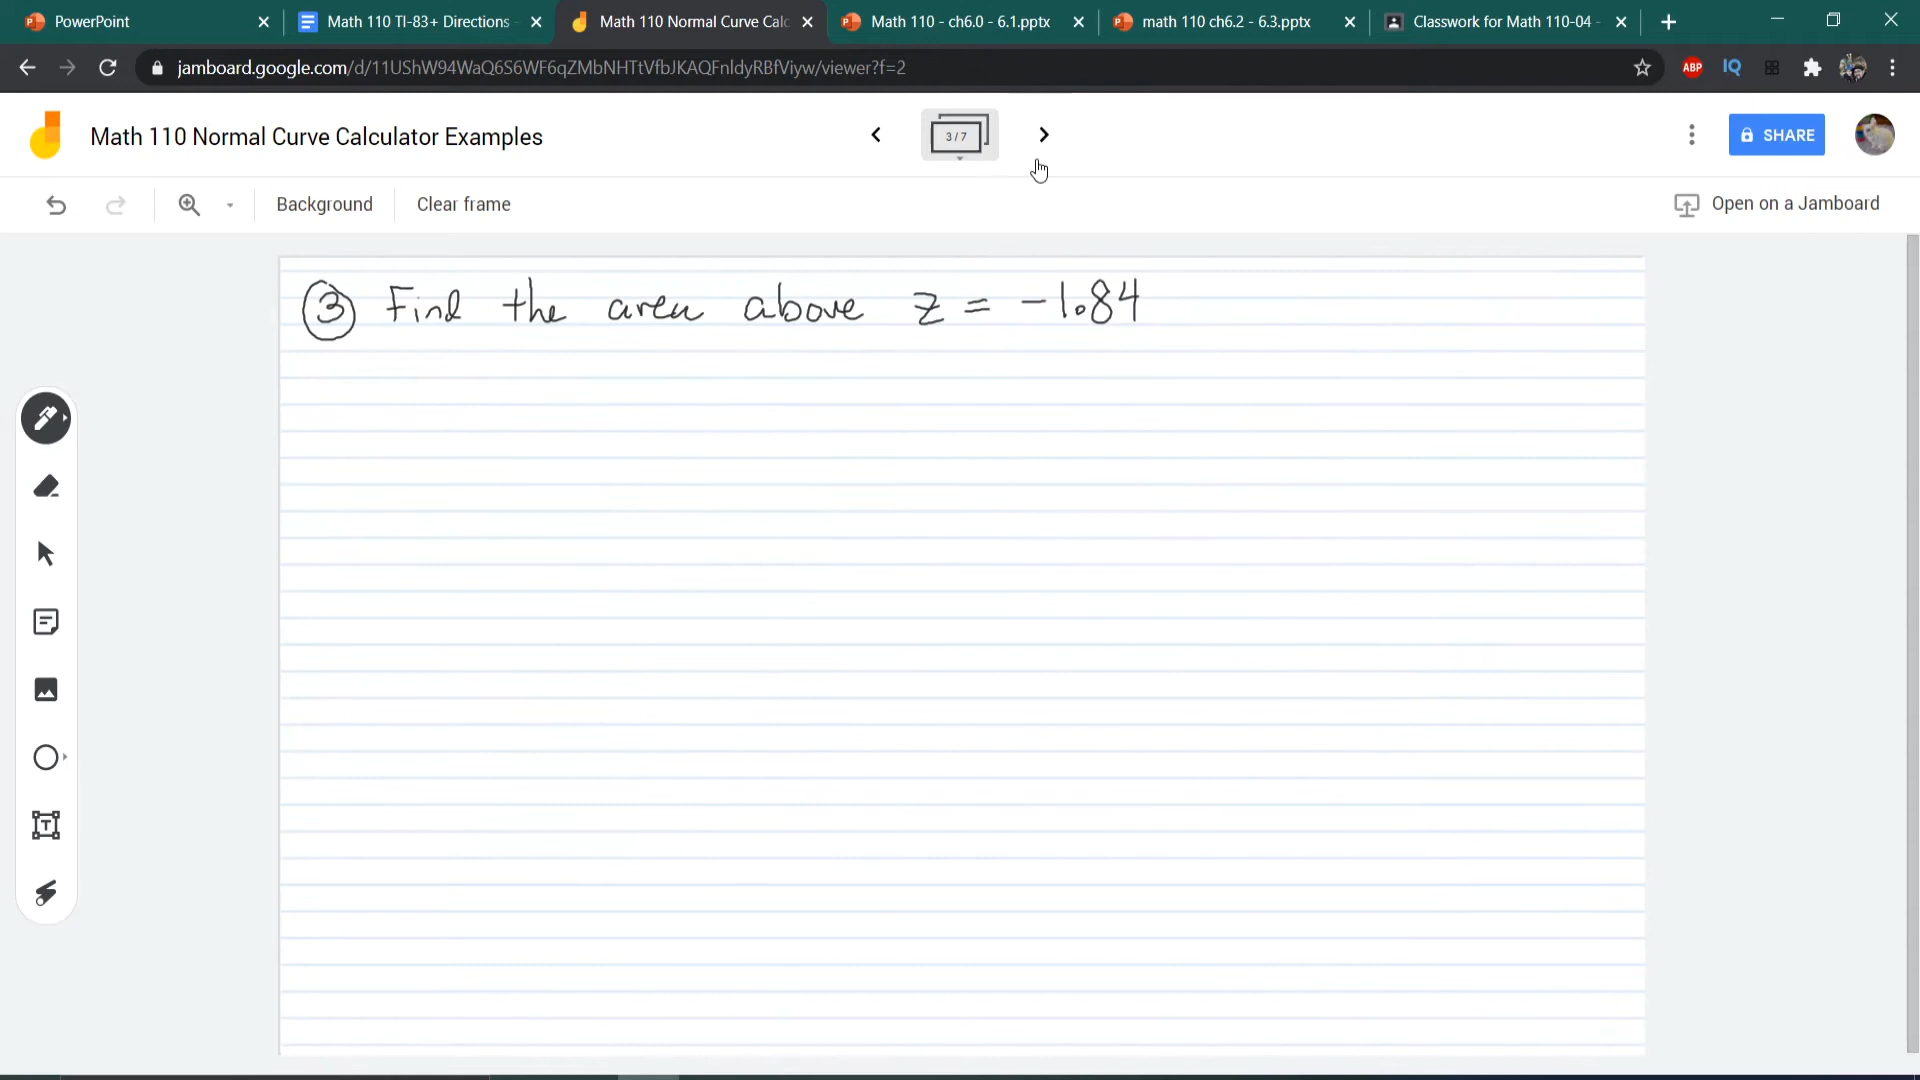 PowerPoint
Math 110 TI-83+ Directions -
Math 110 Normal Curve Calc
Math 110 - ch6.0 - 6.1.pptx
math 110 ch6.2 - 6.3.pptx
Classwork for Math 110-04 -
jamboard.google.com/d/11UShW94WaQ6S6WF6qZMbNHTtVfbJKAQFnldyRBfViyw/viewer?f=2
ABP
IQ
Math 110 Normal Curve Calculator Examples
3 / 7
SHARE
Background
Clear frame
Open on a Jamboard
③ Find the area above z = -1.84